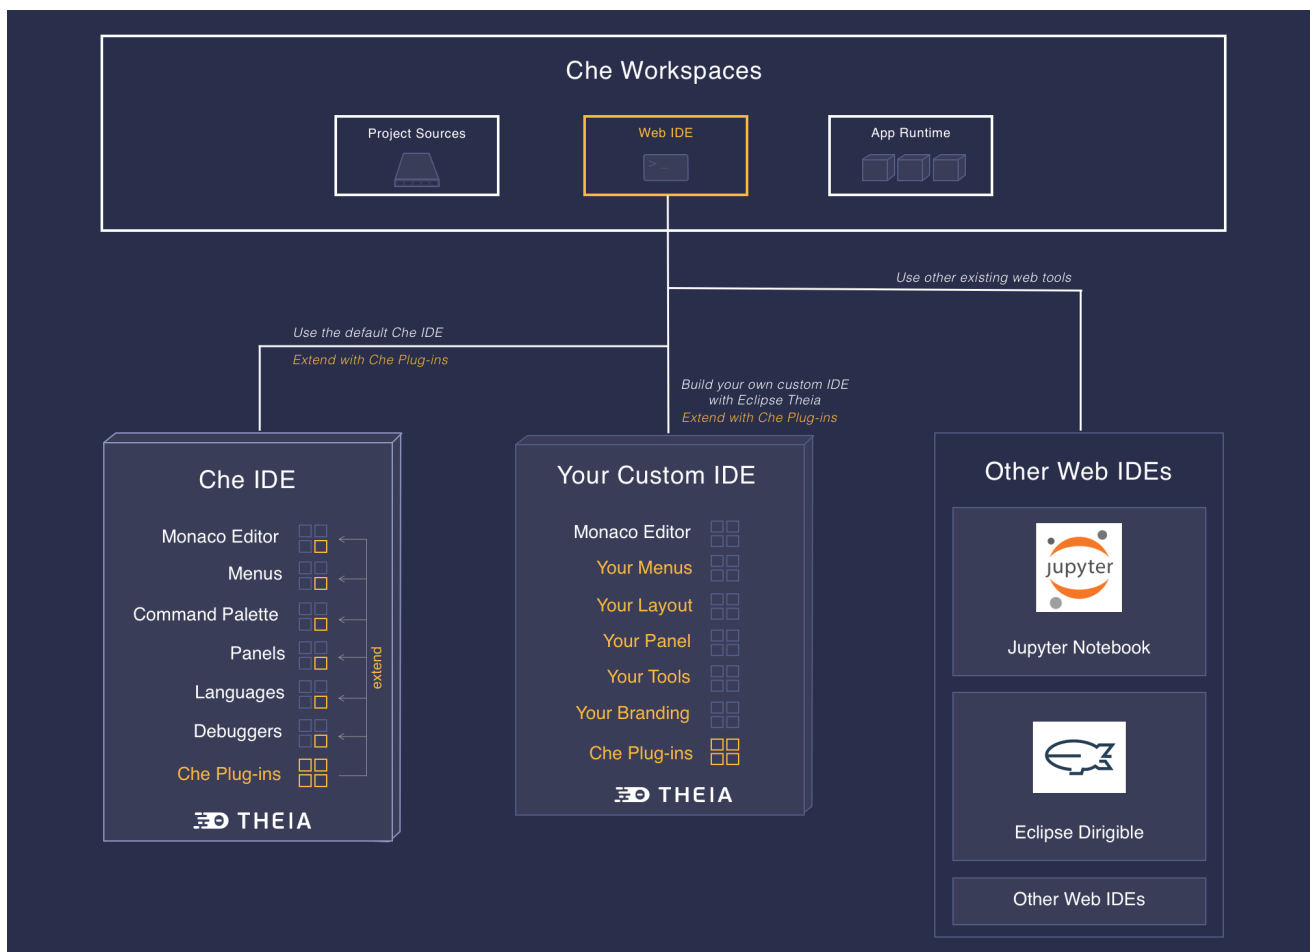 Che Workspaces
Project Sources
Web IDE
>_
App Runtime
Use other existing web tools
Use the default Che IDE
Extend with Che Plug-ins
Build your own custom IDE
with Eclipse Theia
Extend with Che Plug-ins
Che IDE
Monaco Editor
Menus
Command Palette
Panels
Languages
Debuggers
Che Plug-ins
extend
THEIA
Your Custom IDE
Monaco Editor
Your Menus
Your Layout
Your Panel
Your Tools
Your Branding
Che Plug-ins
THEIA
Other Web IDEs
jupyter
Jupyter Notebook
Eclipse Dirigible
Other Web IDEs